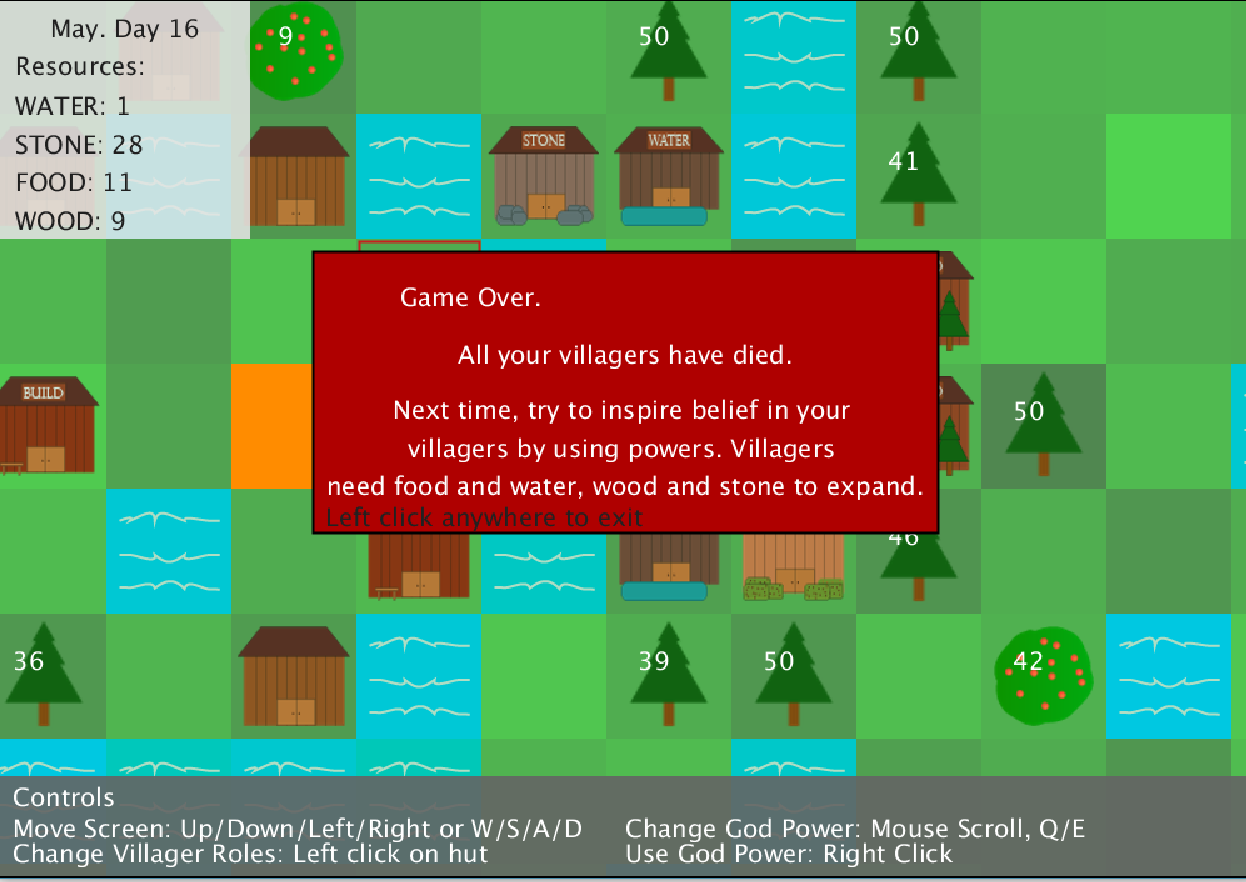 May. Day 16
Resources:
WATER: 1
STONE: 28
FOOD: 11
WOOD: 9
9
50
50
STONE
WATER
41
Game Over.
All your villagers have died.
Next time, try to inspire belief in your
villagers by using powers. Villagers
need food and water, wood and stone to expand.
Left click anywhere to exit
BUILD
50
46
36
39
50
42
Controls
Move Screen: Up/Down/Left/Right or W/S/A/D
Change Villager Roles: Left click on hut
Change God Power: Mouse Scroll, Q/E
Use God Power: Right Click